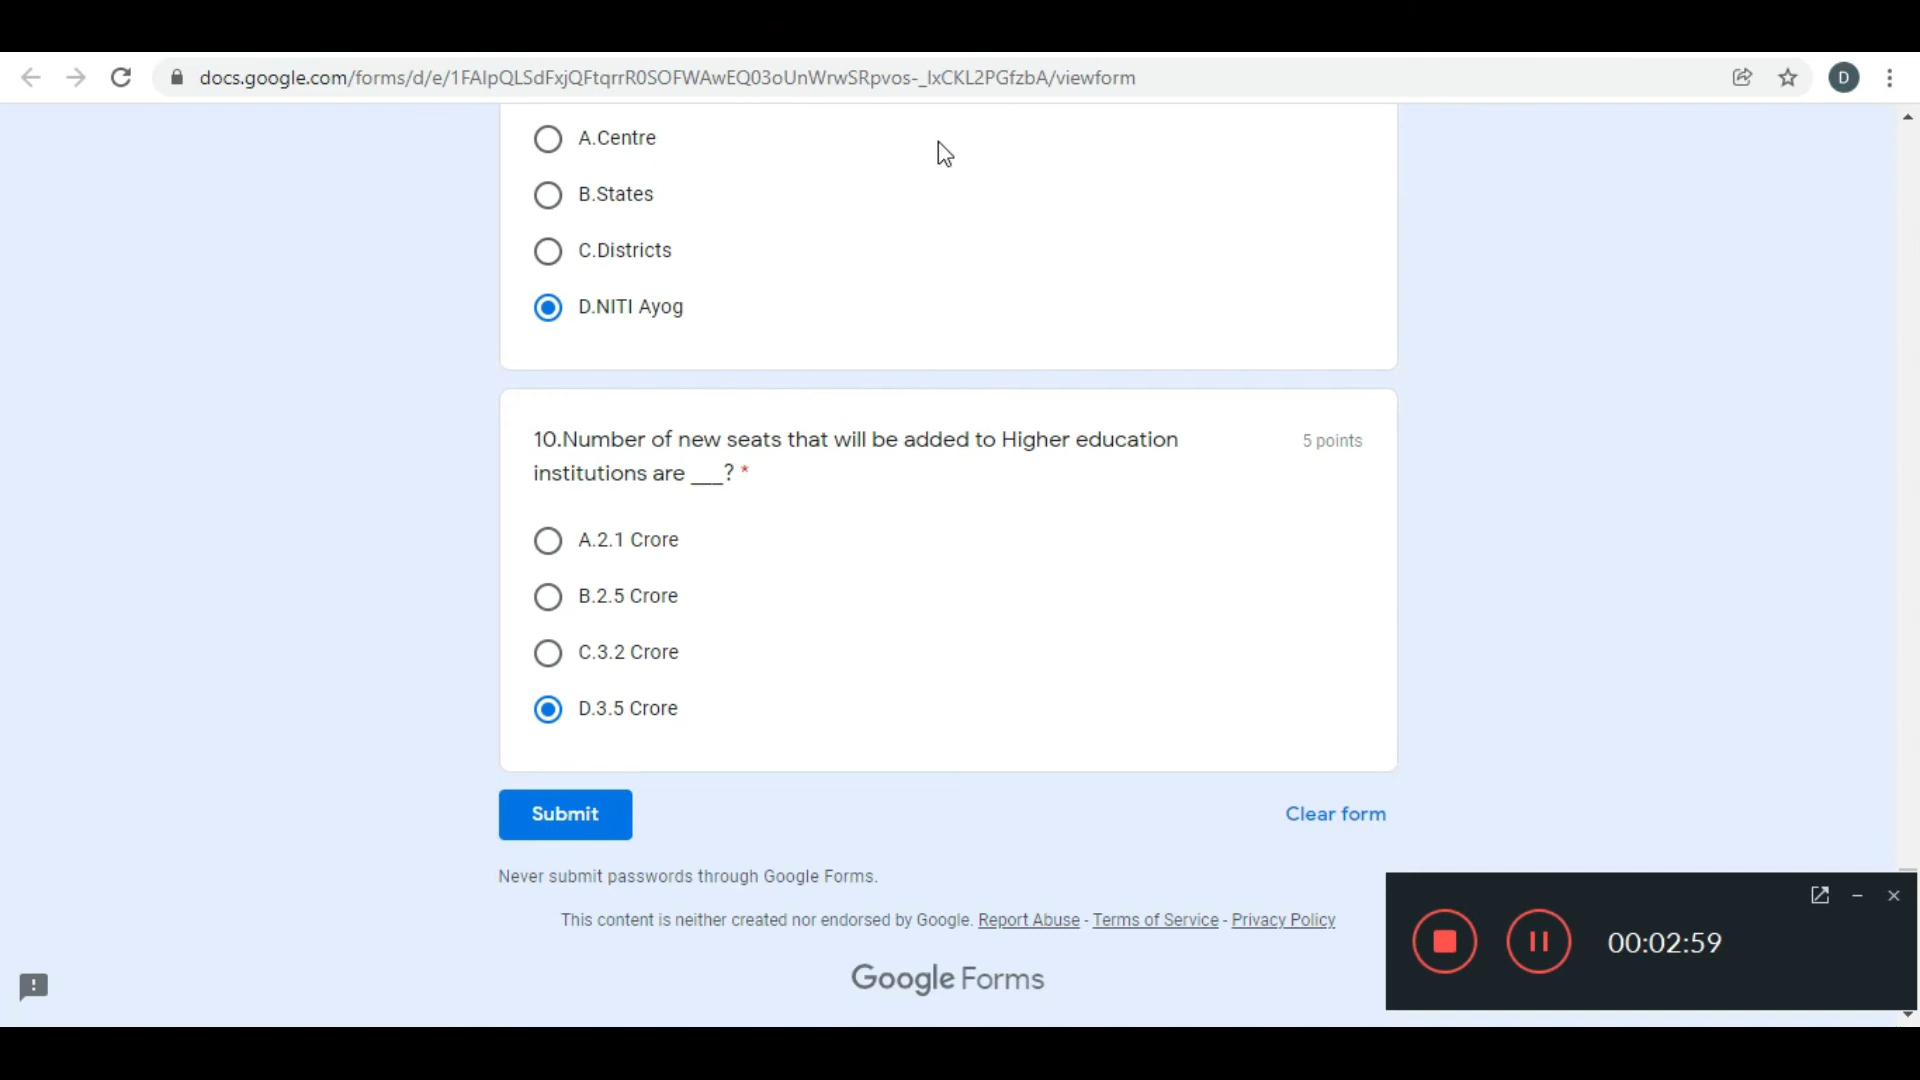 docs.google.com/forms/d/e/1FAIpQLSdFxjQFtqrrR0SOFWAwEQ03oUnWrwSRpvos-_IxCKL2PGfzbA/viewform
D
A.Centre
B.States
C.Districts
D.NITI Ayog
10.Number of new seats that will be added to Higher education
institutions are ___? *
5 points
A.2.1 Crore
B.2.5 Crore
C.3.2 Crore
D.3.5 Crore
Submit
Clear form
Never submit passwords through Google Forms.
This content is neither created nor endorsed by Google. Report Abuse - Terms of Service - Privacy Policy
Google Forms
00:02:59